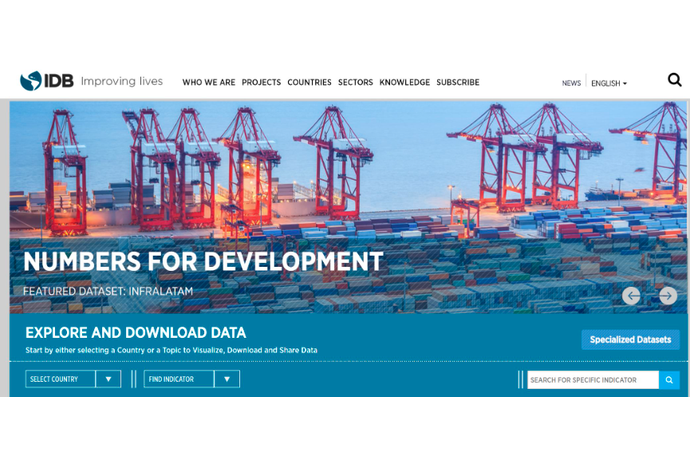 IDB Improving lives
WHO WE ARE PROJECTS COUNTRIES SECTORS KNOWLEDGE SUBSCRIBE
NEWS ENGLISH
NUMBERS FOR DEVELOPMENT
FEATURED DATASET: INFRALATAM
EXPLORE AND DOWNLOAD DATA
Start by either selecting a Country or a Topic to Visualize, Download and Share Data
Specialized Datasets
SELECT COUNTRY
FIND INDICATOR
SEARCH FOR SPECIFIC INDICATOR